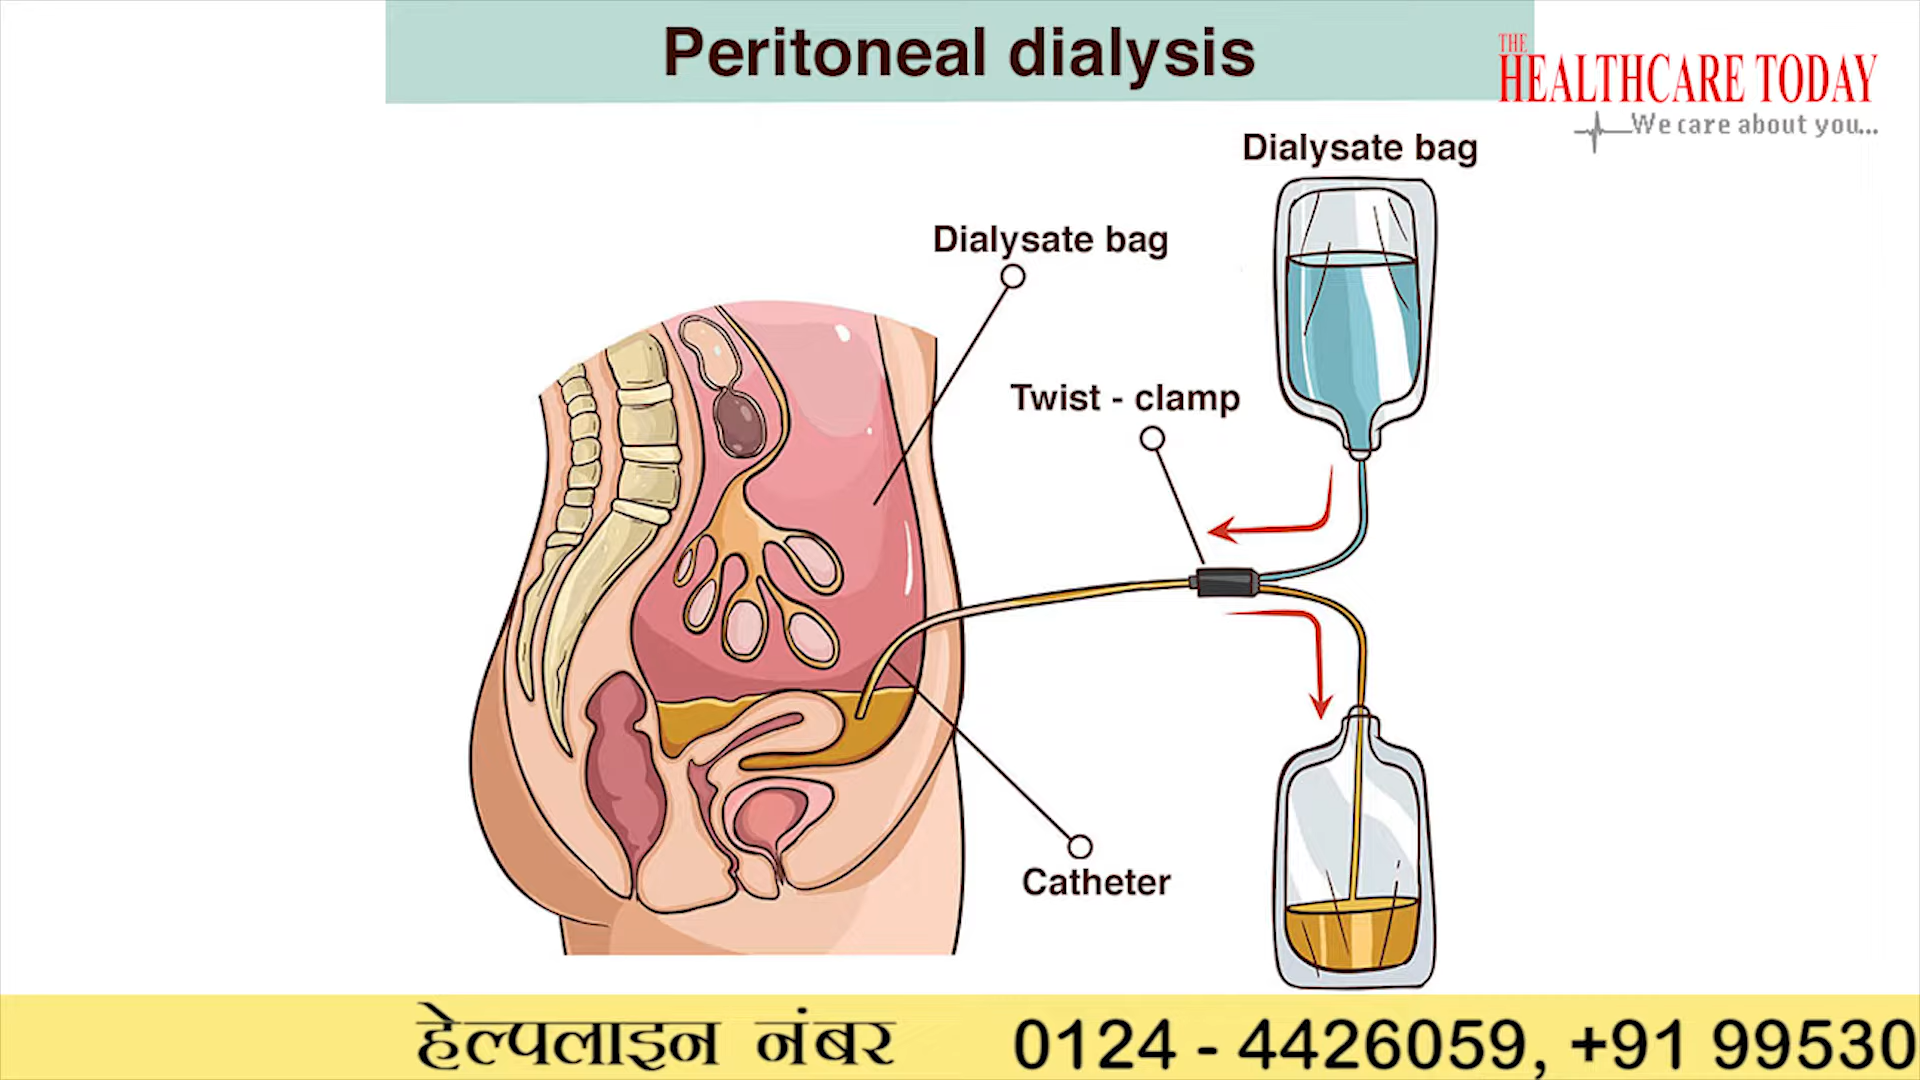 Peritoneal dialysis
THE
HEALTHCARE TODAY
We care about you...
Dialysate bag
Dialysate bag
Twist - clamp
Catheter
हेल्पलाइन नंबर 0124 - 4426059, +91 99530